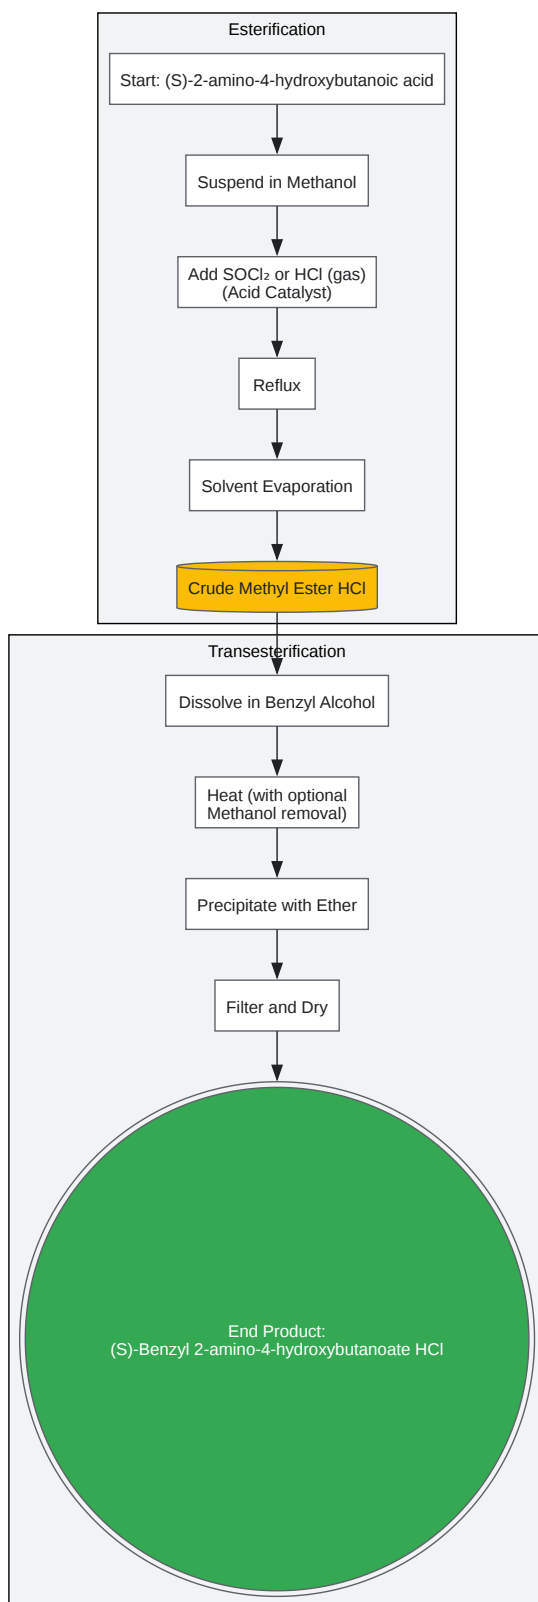 Esterification
Start: (S)-2-amino-4-hydroxybutanoic acid
Suspend in Methanol
Add SOCl₂ or HCl (gas)
(Acid Catalyst)
Reflux
Solvent Evaporation
Crude Methyl Ester HCl
Transesterification
Dissolve in Benzyl Alcohol
Heat (with optional
Methanol removal)
Precipitate with Ether
Filter and Dry
End Product:
(S)-Benzyl 2-amino-4-hydroxybutanoate HCl